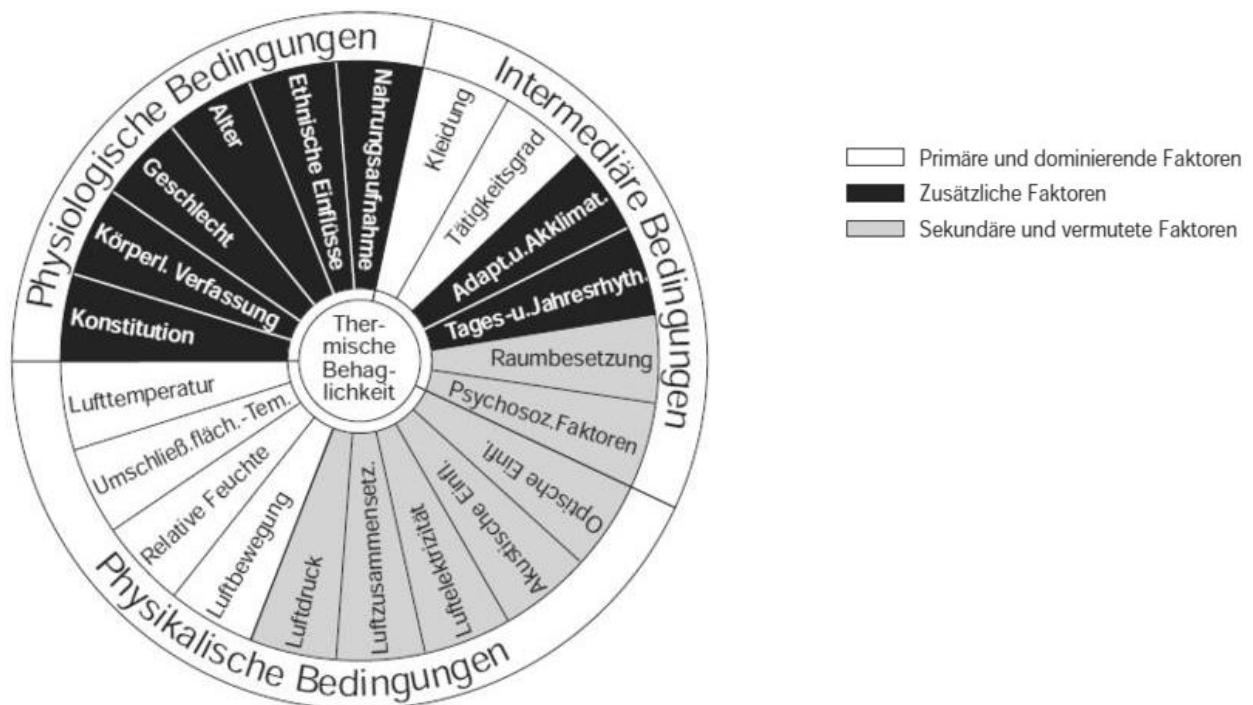 Physiologische Bedingungen
Konstitution
Körperl. Verfassung
Geschlecht
Alter
Ethnische Einflüsse
Nahrungsaufnahme
Intermediäre Bedingungen
Kleidung
Tätigkeitsgrad
Adapt.u.Akklimat.
Tages-u.Jahresrhyth.
Raumbesetzung
Psychosoz.Faktoren
Physikalische Bedingungen
Optische Einfl.
Akustische Einfl.
Luftelektrizität
Luftzusammensetz.
Luftdruck
Luftbewegung
Relative Feuchte
Umschließ.fläch.-Tem.
Lufttemperatur
Ther-
mische
Behag-
lichkeit
Primäre und dominierende Faktoren
Zusätzliche Faktoren
Sekundäre und vermutete Faktoren